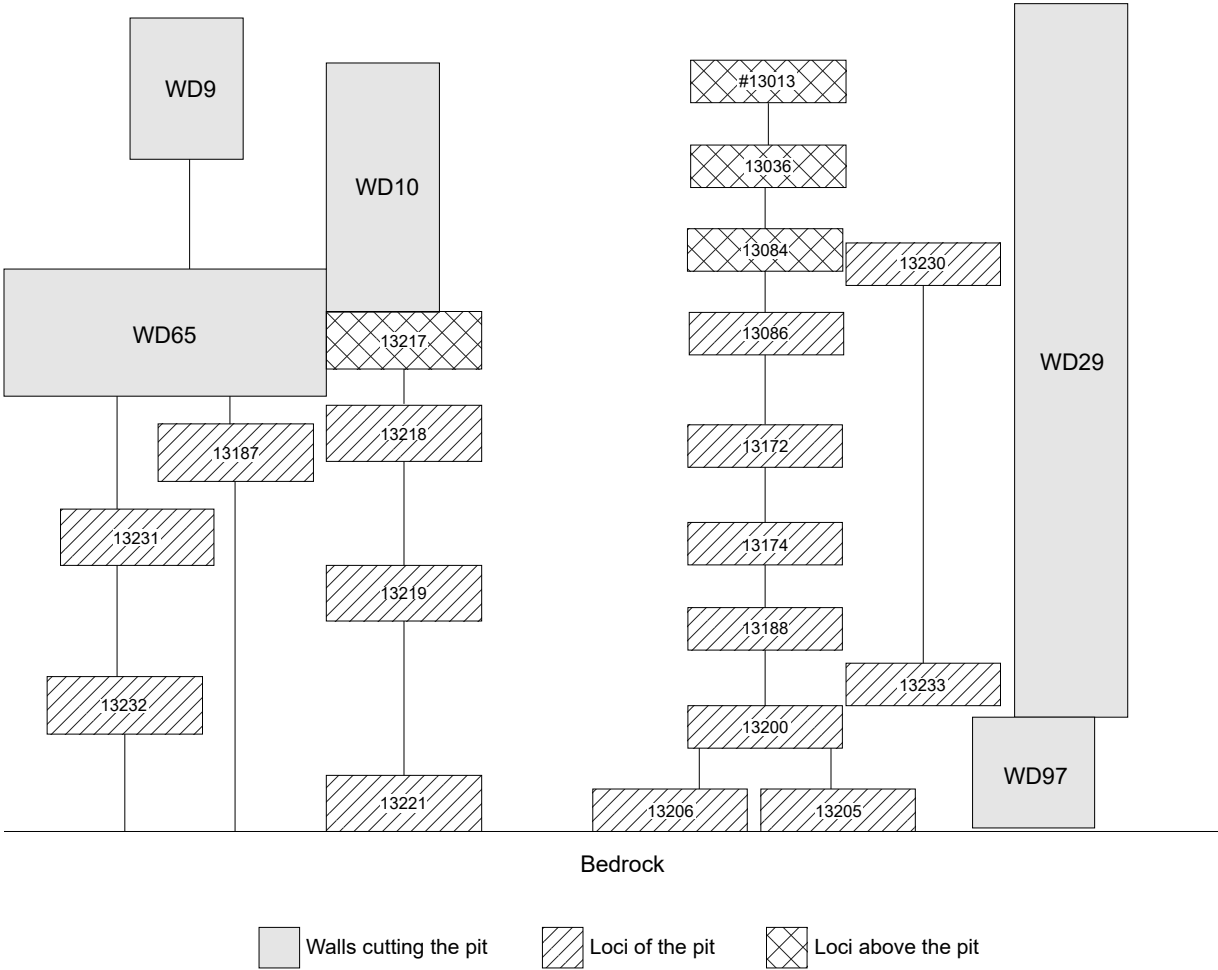 WD9
#13013
13036
WD10
13084
13230
WD65
13217
13086
WD29
13218
13187
13172
13231
13174
13219
13188
13233
13232
13200
WD97
13221
13206
13205
Bedrock
Walls cutting the pit
Loci of the pit
Loci above the pit